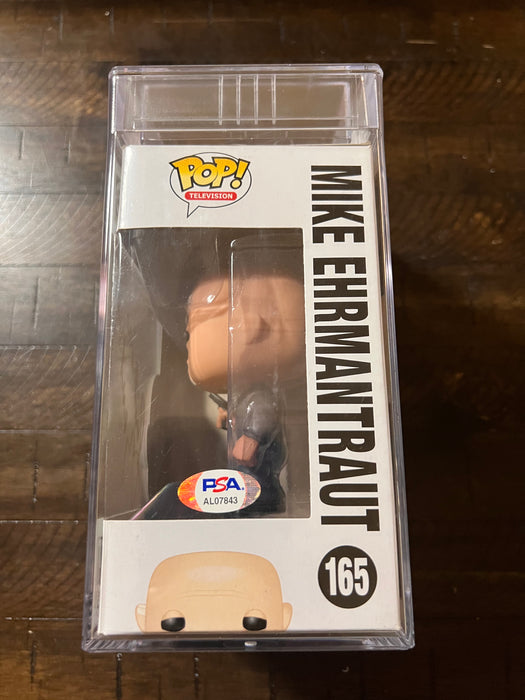 POP!
TELEVISION
MIKE EHRMANTRAUT
165
PSA
AL07843